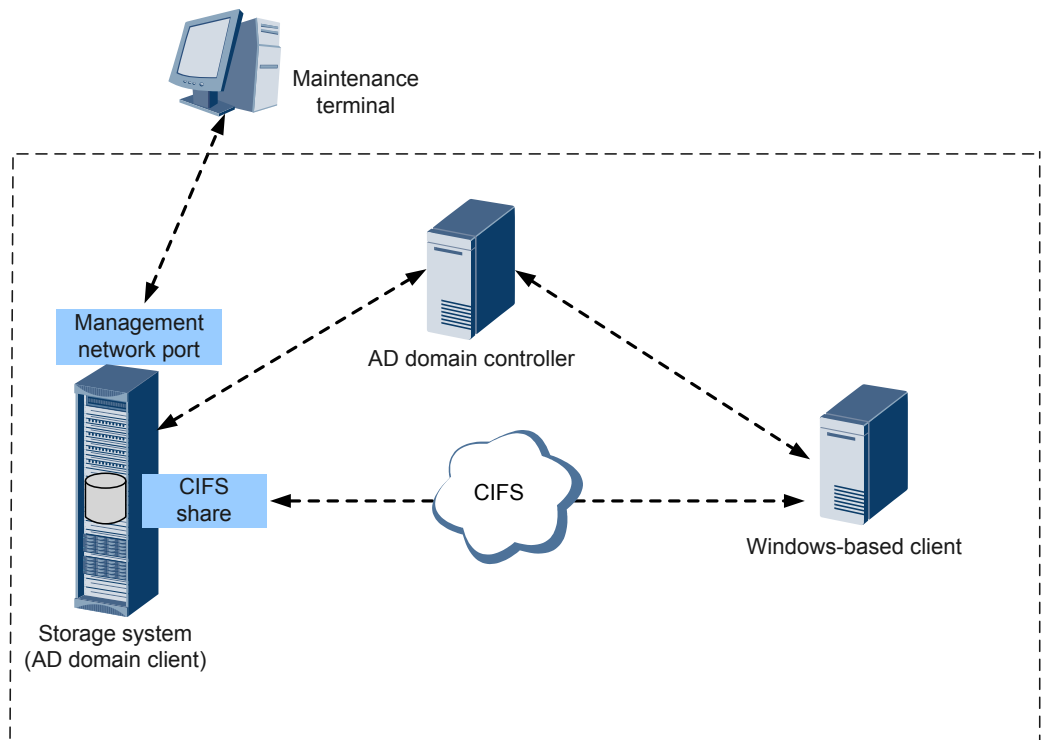 Maintenance
terminal
Management
network port
AD domain controller
CIFS
share
CIFS
Windows-based client
Storage system
(AD domain client)